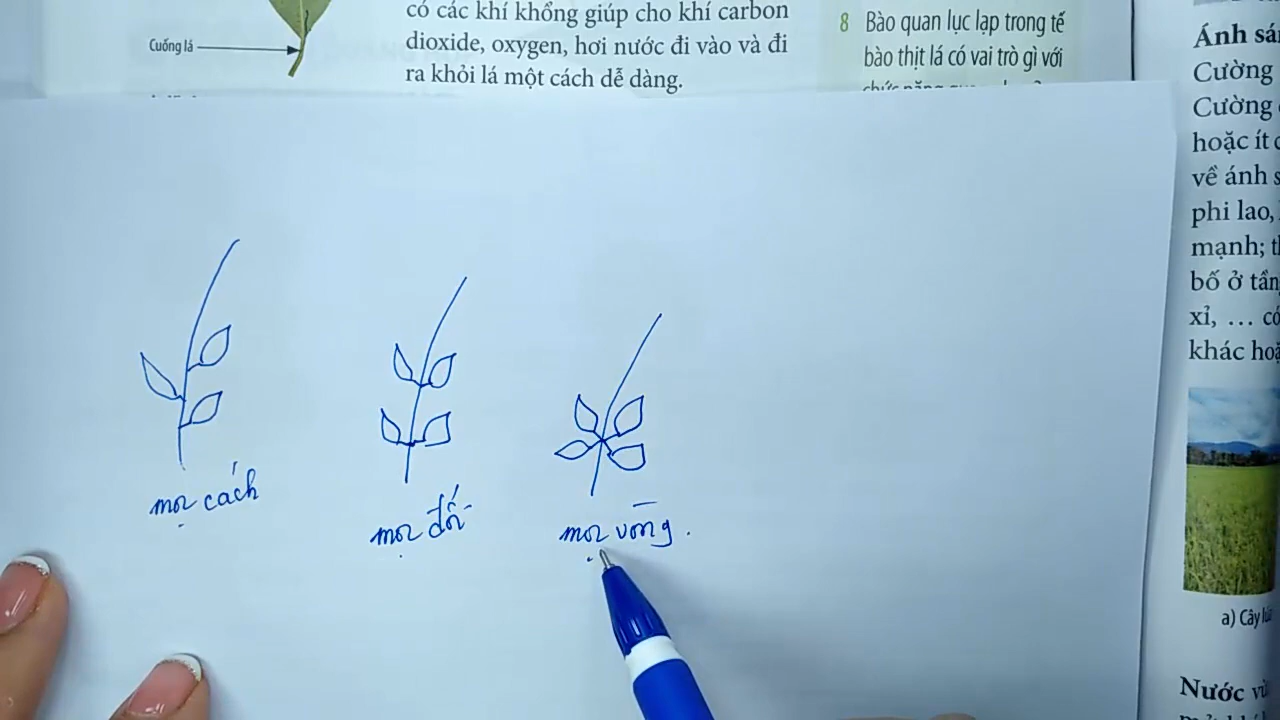 Cuống lá
có các khí khổng giúp cho khí carbon
dioxide, oxygen, hơi nước đi vào và đi
ra khỏi lá một cách dễ dàng.
8 Bào quan lục lạp trong tế
bào thịt lá có vai trò gì với
Ánh
Cường
Cường
hoặc ít
về ánh
phi lao,
mạnh;
bố ở tần
xỉ, ... có
khác
a) Cây
Nước
mọc cách
mọc đối
mọc vòng.